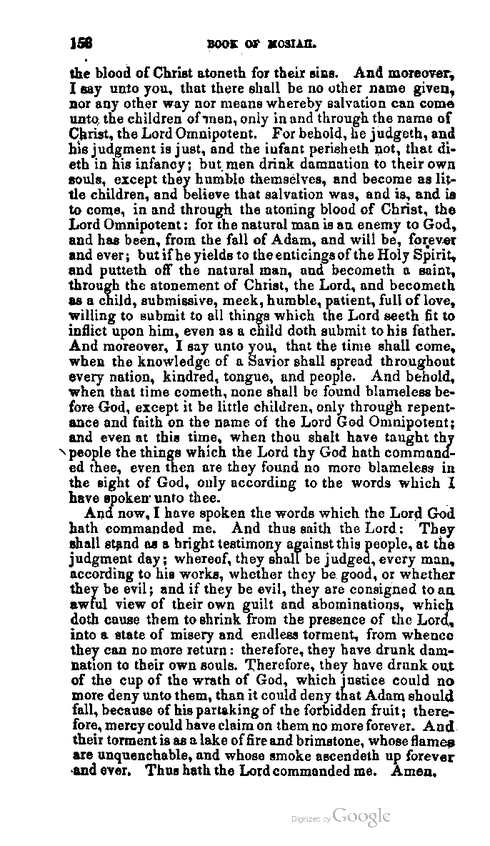 158 BOOK OF MOSIAH.
the blood of Christ atoneth for their sins. And moreover,
I say unto you, that there shall be no other name given,
nor any other way nor means whereby salvation can come
unto the children of men, only in and through the name of
Christ, the Lord Omnipotent. For behold, he judgeth, and
his judgment is just, and the infant perisheth not, that di-
eth in his infancy; but men drink damnation to their own
souls, except they humble themselves, and become as lit-
tle children, and believe that salvation was, and is, and is
to come, in and through the atoning blood of Christ, the
Lord Omnipotent: for the natural man is an enemy to God,
and has been, from the fall of Adam, and will be, forever
and ever; but if he yields to the enticings of the Holy Spirit,
and putteth off the natural man, and becometh a saint,
through the atonement of Christ, the Lord, and becometh
as a child, submissive, meek, humble, patient, full of love,
willing to submit to all things which the Lord seeth fit to
inflict upon him, even as a child doth submit to his father.
And moreover, I say unto you, that the time shall come,
when the knowledge of a Savior shall spread throughout
every nation, kindred, tongue, and people. And behold,
when that time cometh, none shall be found blameless be-
fore God, except it be little children, only through repent-
ance and faith on the name of the Lord God Omnipotent;
and even at this time, when thou shalt have taught thy
people the things which the Lord thy God hath command-
ed thee, even then are they found no more blameless in
the sight of God, only according to the words which I
have spoken unto thee.
And now, I have spoken the words which the Lord God
hath commanded me. And thus saith the Lord: They
shall stand as a bright testimony against this people, at the
judgment day; whereof, they shall be judged, every man,
according to his works, whether they be good, or whether
they be evil; and if they be evil, they are consigned to an
awful view of their own guilt and abominations, which
doth cause them to shrink from the presence of the Lord,
into a state of misery and endless torment, from whence
they can no more return: therefore, they have drunk dam-
nation to their own souls. Therefore, they have drunk out
of the cup of the wrath of God, which justice could no
more deny unto them, than it could deny that Adam should
fall, because of his partaking of the forbidden fruit; there-
fore, mercy could have claim on them no more forever. And
their torment is as a lake of fire and brimstone, whose flames
are unquenchable, and whose smoke ascendeth up forever
and ever. Thus hath the Lord commanded me. Amen.
Digitized by Google